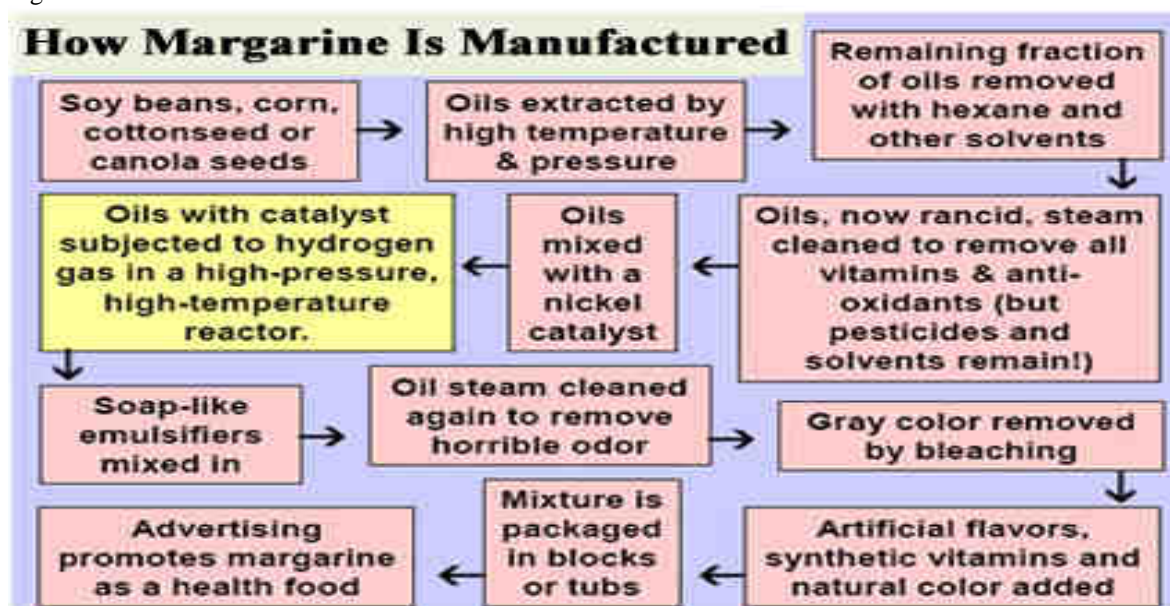 How Margarine Is Manufactured
Soy beans, corn,
cottonseed or
canola seeds
Oils extracted by
high temperature
& pressure
Remaining fraction
of oils removed
with hexane and
other solvents
Oils, now rancid, steam
cleaned to remove all
vitamins & anti-
oxidants (but
pesticides and
solvents remain!)
Oils
mixed
with a
nickel
catalyst
Oils with catalyst
subjected to hydrogen
gas in a high-pressure,
high-temperature
reactor.
Soap-like
emulsifiers
mixed in
Oil steam cleaned
again to remove
horrible odor
Gray color removed
by bleaching
Artificial flavors,
synthetic vitamins and
natural color added
Mixture is
packaged
in blocks
or tubs
Advertising
promotes margarine
as a health food